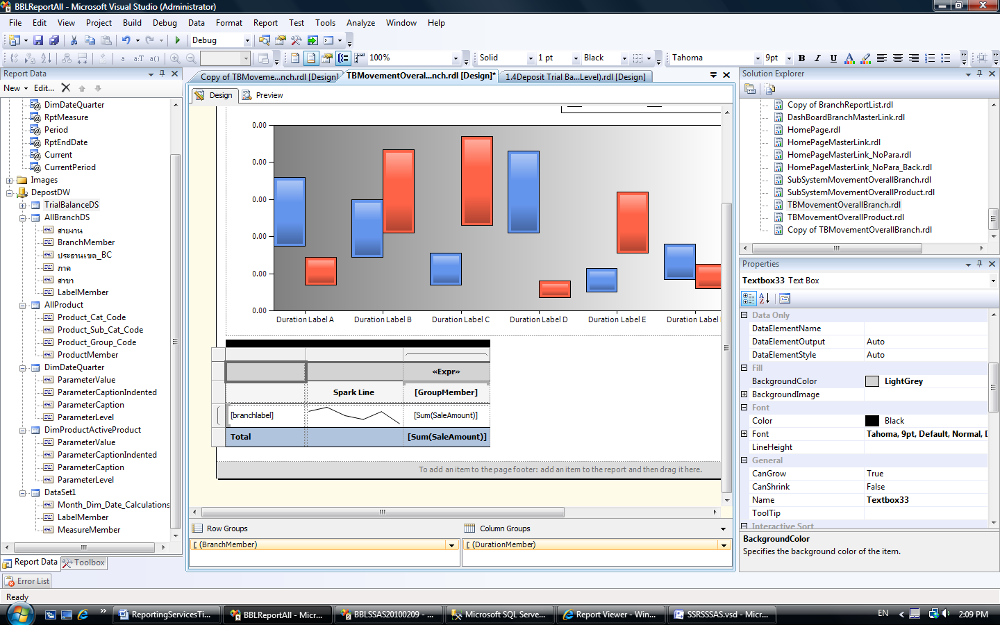 BBLReportAll - Microsoft Visual Studio (Administrator)
File Edit View Project Build Debug Data Format Report Test Tools Analyze Window Help
Debug
100% Solid 1 pt Black Tahoma 9pt B I U
Report Data
New Edit...
DimDateQuarter
RptMeasure
Period
RptEndDate
Current
CurrentPeriod
Images
DepostDW
TrialBalanceDS
AllBranchDS
สายงาน
BranchMember
ประธานเขต_BC
ภาค
สาขา
LabelMember
AllProduct
Product_Cat_Code
Product_Sub_Cat_Code
Product_Group_Code
ProductMember
DimDateQuarter
ParameterValue
ParameterCaptionIndented
ParameterCaption
ParameterLevel
DimProductActiveProduct
ParameterValue
ParameterCaptionIndented
ParameterCaption
ParameterLevel
DataSet1
Month_Dim_Date_Calculations
LabelMember
MeasureMember
Report Data Toolbox
Error List
Ready
Copy of TBMoveme...nch.rdl [Design] TBMovementOveral...nch.rdl [Design]* 1.4Deposit Trial Ba...Level).rdl [Design]
Design Preview
0.00
0.00
0.00
0.00
0.00
0.00
Duration Label A Duration Label B Duration Label C Duration Label D Duration Label E Duration Label
«Expr»
Spark Line [GroupMember]
[branchlabel] [Sum(SaleAmount)]
Total [Sum(SaleAmount)]
To add an item to the page footer: add an item to the report and then drag it here.
Row Groups Column Groups
(BranchMember) (DurationMember)
Solution Explorer
Copy of BranchReportList.rdl
DashBoardBranchMasterLink.rdl
HomePage.rdl
HomePageMasterLink.rdl
HomePageMasterLink_NoPara.rdl
HomePageMasterLink_NoPara_Back.rdl
SubSystemMovementOverallBranch.rdl
SubSystemMovementOverallProduct.rdl
TBMovementOverallBranch.rdl
TBMovementOverallProduct.rdl
Copy of TBMovementOverallBranch.rdl
Properties
Textbox33 Text Box
Data Only
DataElementName
DataElementOutput Auto
DataElementStyle Auto
Fill
BackgroundColor LightGrey
BackgroundImage
Font
Color Black
Font Tahoma, 9pt, Default, Normal, D
LineHeight
General
CanGrow True
CanShrink False
Name Textbox33
ToolTip
Interactive Sort
BackgroundColor
Specifies the background color of the item.
ReportingServicesTi... BBLReportAll - Micr... BBLSSAS20100209 - ... Microsoft SQL Serve... Report Viewer - Win... SSRSSSAS.vsd - Micr... EN 2:09 PM